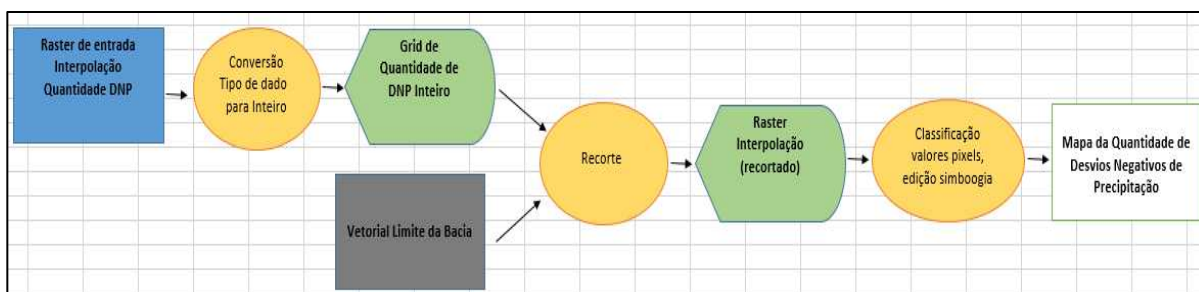 Raster de entrada
Interpolação
Quantidade DNP
Conversão
Tipo de dado
para Inteiro
Grid de
Quantidade de
DNP Inteiro
Vetorial Limite da Bacia
Recorte
Raster
Interpolação
(recortado)
Classificação
valores pixels,
edição simboogia
Mapa da Quantidade de
Desvios Negativos de
Precipitação